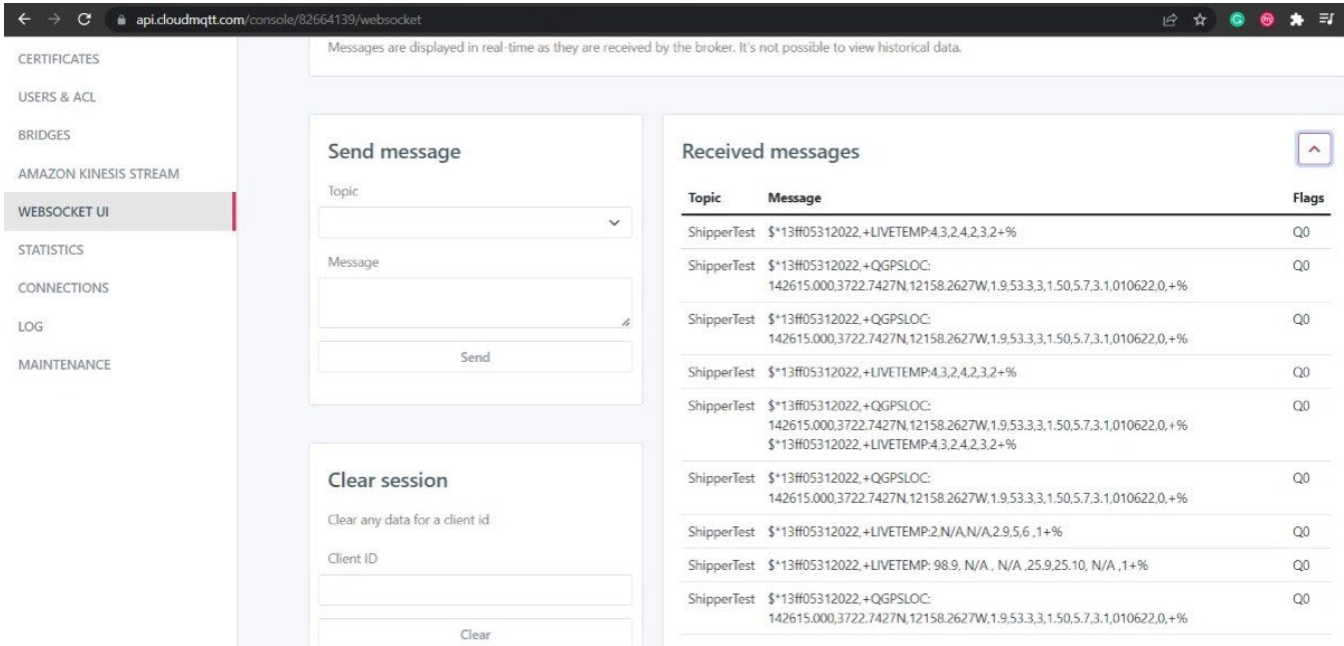 api.cloudmqtt.com/console/82664139/websocket
Messages are displayed in real-time as they are received by the broker. It's not possible to view historical data.
CERTIFICATES
USERS & ACL
BRIDGES
AMAZON KINESIS STREAM
WEBSOCKET UI
STATISTICS
CONNECTIONS
LOG
MAINTENANCE
Send message
Topic
Message
Send
Clear session
Clear any data for a client id
Client ID
Clear
Received messages
Topic Message Flags
ShipperTest $*13ff05312022,+LIVETEMP:4,3,2,4,2,3,2+% Q0
ShipperTest $*13ff05312022,+QGPSLOC: Q0
142615.000,3722.7427N,12158.2627W,1.9,53.3,3,1.50,5.7,3.1,010622,0,+%
ShipperTest $*13ff05312022,+QGPSLOC: Q0
142615.000,3722.7427N,12158.2627W,1.9,53.3,3,1.50,5.7,3.1,010622,0,+%
ShipperTest $*13ff05312022,+LIVETEMP:4,3,2,4,2,3,2+% Q0
ShipperTest $*13ff05312022,+QGPSLOC: Q0
142615.000,3722.7427N,12158.2627W,1.9,53.3,3,1.50,5.7,3.1,010622,0,+%
$*13ff05312022,+LIVETEMP:4,3,2,4,2,3,2+%
ShipperTest $*13ff05312022,+QGPSLOC: Q0
142615.000,3722.7427N,12158.2627W,1.9,53.3,3,1.50,5.7,3.1,010622,0,+%
ShipperTest $*13ff05312022,+LIVETEMP:2,N/A,N/A,2.9,5,6 ,1+% Q0
ShipperTest $*13ff05312022,+LIVETEMP: 98.9, N/A , N/A ,25.9,25.10, N/A ,1+% Q0
ShipperTest $*13ff05312022,+QGPSLOC: Q0
142615.000,3722.7427N,12158.2627W,1.9,53.3,3,1.50,5.7,3.1,010622,0,+%